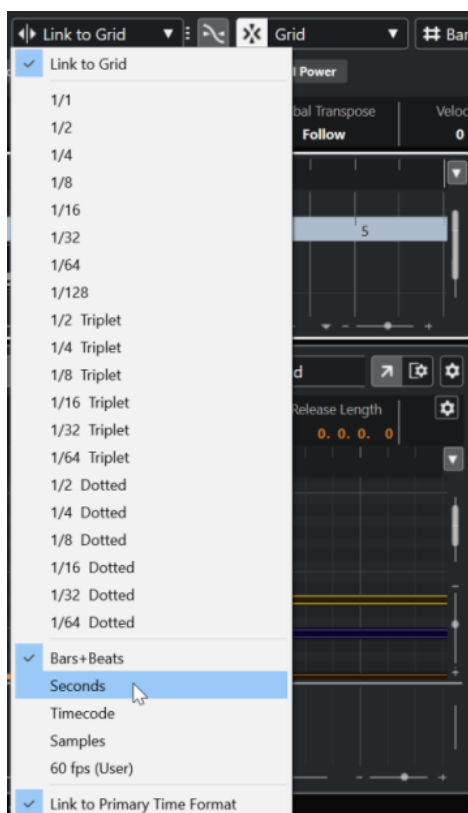 Link to Grid
Grid
Bar
Link to Grid
Power
1/1
bal Transpose
Veloc
1/2
Follow
0
1/4
1/8
1/16
1/32
5
1/64
1/128
1/2 Triplet
1/4 Triplet
d
1/8 Triplet
1/16 Triplet
Release Length
1/32 Triplet
0. 0. 0. 0
1/64 Triplet
1/2 Dotted
1/4 Dotted
1/8 Dotted
1/16 Dotted
1/32 Dotted
1/64 Dotted
Bars+Beats
Seconds
Timecode
Samples
60 fps (User)
Link to Primary Time Format